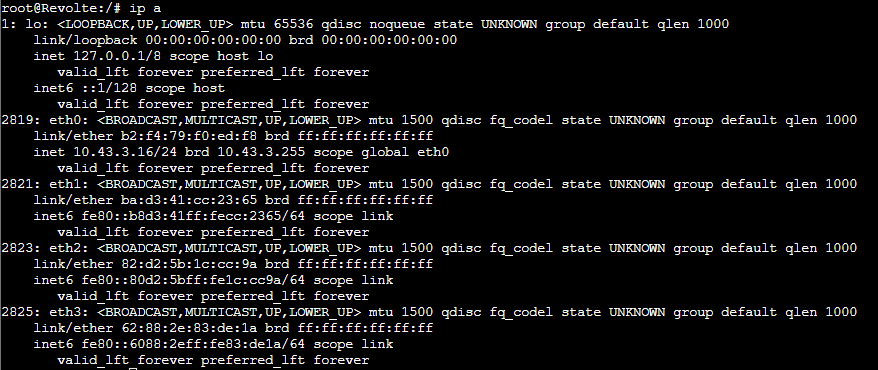 root@Revolte:/# ip a
1: lo: <LOOPBACK,UP,LOWER_UP> mtu 65536 qdisc noqueue state UNKNOWN group default qlen 1000
    link/loopback 00:00:00:00:00:00 brd 00:00:00:00:00:00
    inet 127.0.0.1/8 scope host lo
       valid_lft forever preferred_lft forever
    inet6 ::1/128 scope host
       valid_lft forever preferred_lft forever
2819: eth0: <BROADCAST,MULTICAST,UP,LOWER_UP> mtu 1500 qdisc fq_codel state UNKNOWN group default qlen 1000
    link/ether b2:f4:79:f0:ed:f8 brd ff:ff:ff:ff:ff:ff
    inet 10.43.3.16/24 brd 10.43.3.255 scope global eth0
       valid_lft forever preferred_lft forever
2821: eth1: <BROADCAST,MULTICAST,UP,LOWER_UP> mtu 1500 qdisc fq_codel state UNKNOWN group default qlen 1000
    link/ether ba:d3:41:cc:23:65 brd ff:ff:ff:ff:ff:ff
    inet6 fe80::b8d3:41ff:fecc:2365/64 scope link
       valid_lft forever preferred_lft forever
2823: eth2: <BROADCAST,MULTICAST,UP,LOWER_UP> mtu 1500 qdisc fq_codel state UNKNOWN group default qlen 1000
    link/ether 82:d2:5b:1c:cc:9a brd ff:ff:ff:ff:ff:ff
    inet6 fe80::80d2:5bff:fe1c:cc9a/64 scope link
       valid_lft forever preferred_lft forever
2825: eth3: <BROADCAST,MULTICAST,UP,LOWER_UP> mtu 1500 qdisc fq_codel state UNKNOWN group default qlen 1000
    link/ether 62:88:2e:83:de:1a brd ff:ff:ff:ff:ff:ff
    inet6 fe80::6088:2eff:fe83:de1a/64 scope link
       valid_lft forever preferred_lft forever